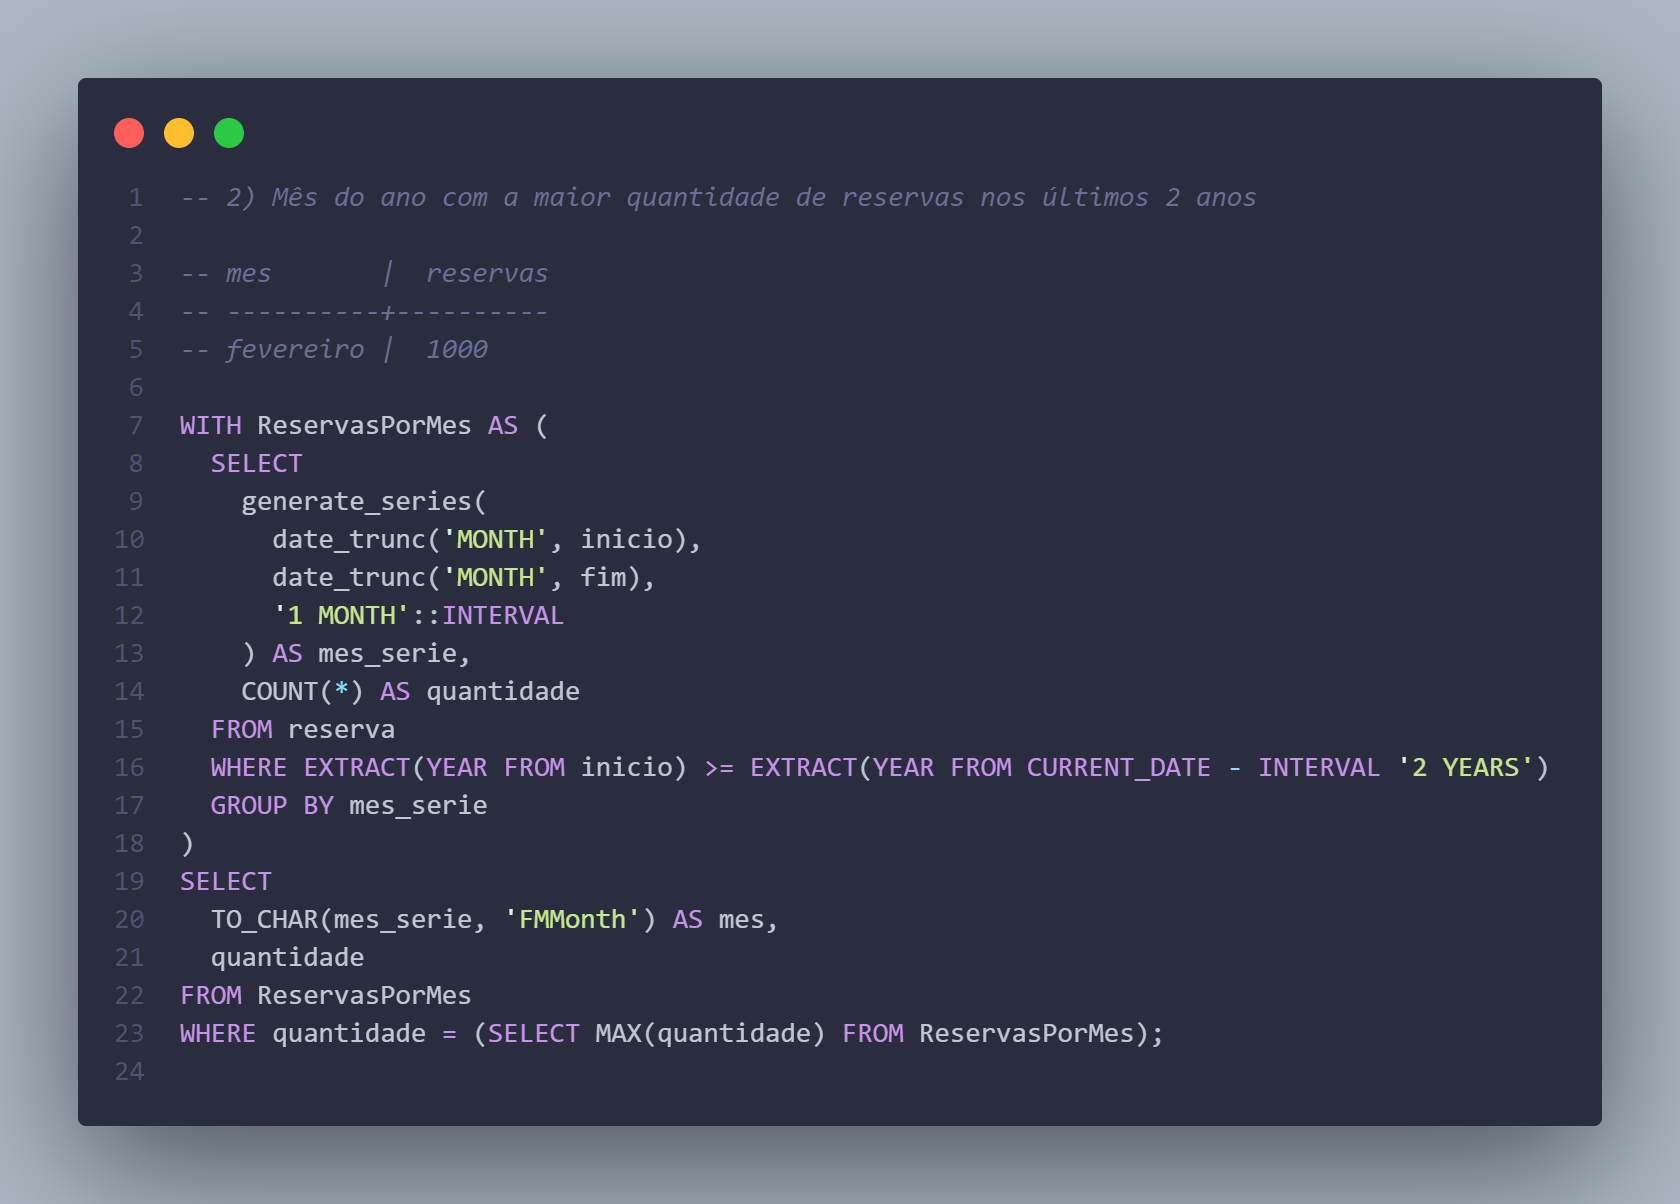 1 -- 2) Mês do ano com a maior quantidade de reservas nos últimos 2 anos
2
3 -- mes       |  reservas
4 -- ----------+----------
5 -- fevereiro |  1000
6
7 WITH ReservasPorMes AS (
8   SELECT
9     generate_series(
10       date_trunc('MONTH', inicio),
11       date_trunc('MONTH', fim),
12       '1 MONTH'::INTERVAL
13     ) AS mes_serie,
14     COUNT(*) AS quantidade
15   FROM reserva
16   WHERE EXTRACT(YEAR FROM inicio) >= EXTRACT(YEAR FROM CURRENT_DATE - INTERVAL '2 YEARS')
17   GROUP BY mes_serie
18 )
19 SELECT
20   TO_CHAR(mes_serie, 'FMMonth') AS mes,
21   quantidade
22 FROM ReservasPorMes
23 WHERE quantidade = (SELECT MAX(quantidade) FROM ReservasPorMes);
24